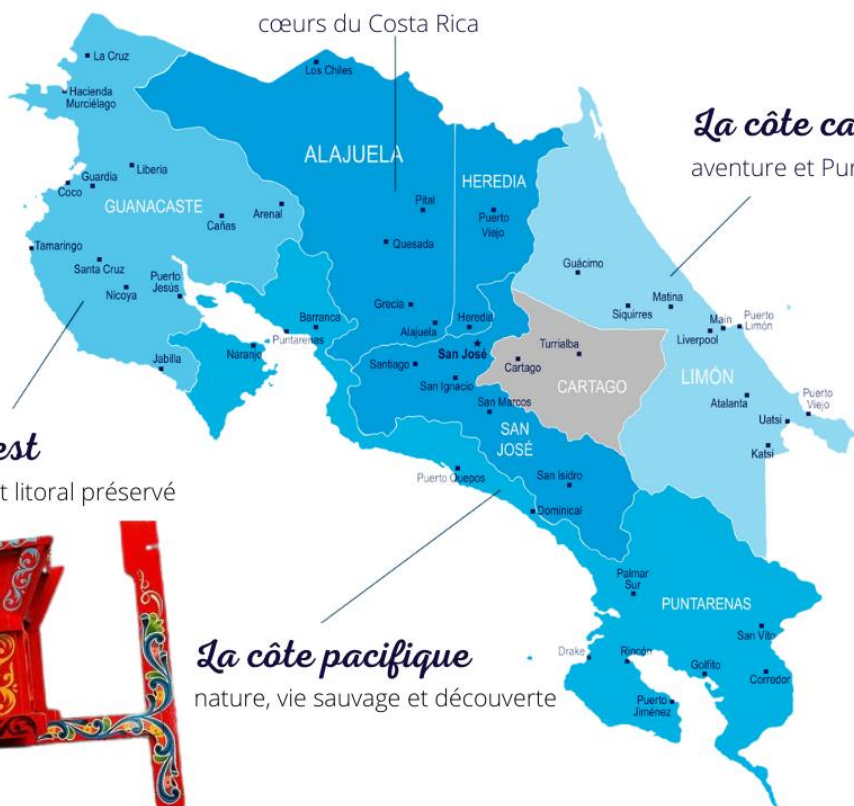 cœurs du Costa Rica
La Cruz
Los Chiles
Hacienda
Murciélago
La côte ca
aventure et Pu
ALAJUELA
HEREDIA
Liberia
Guardia
Coco
GUANACASTE
Arenal
Pital
Cañas
Puerto
Viejo
Quesada
Tamaringo
Santa Cruz
Puerto
Jesús
Nicoya
Guácimo
Matina
Siquirres
Main
Puerto
Limón
Liverpool
Grecia
Barranca
Alajuela
Heredia
Puntarenas
San José
Turrialba
Naranjo
Jabilla
Santiago
Cartago
San Ignacio
CARTAGO
LIMÓN
Atalanta
Puerto
Viejo
San Marcos
Uatsi
SAN
JOSÉ
Katsi
est
t litoral préservé
Puerto Quepos
San Isidro
Dominical
Palmar
Sur
PUNTARENAS
San Vito
La côte pacifique
nature, vie sauvage et découverte
Drake
Rincón
Golfito
Corredor
Puerto
Jiménez